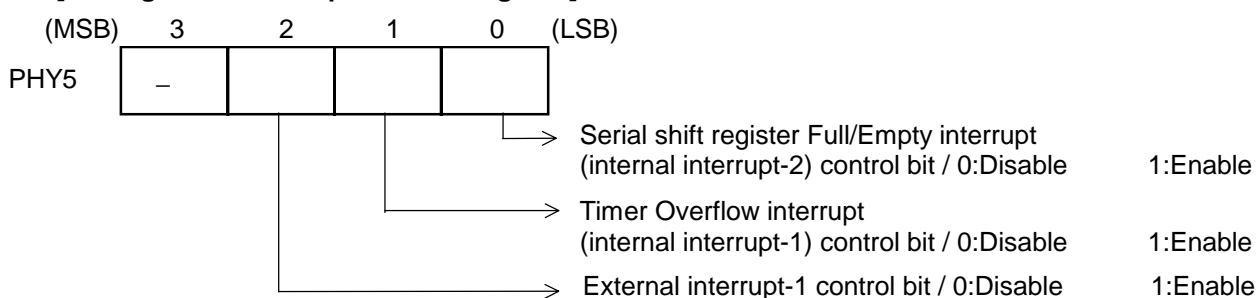 (MSB) 3 2 1 0 (LSB)
PHY5 –
Serial shift register Full/Empty interrupt
(internal interrupt-2) control bit / 0:Disable 1:Enable
Timer Overflow interrupt
(internal interrupt-1) control bit / 0:Disable 1:Enable
External interrupt-1 control bit / 0:Disable 1:Enable